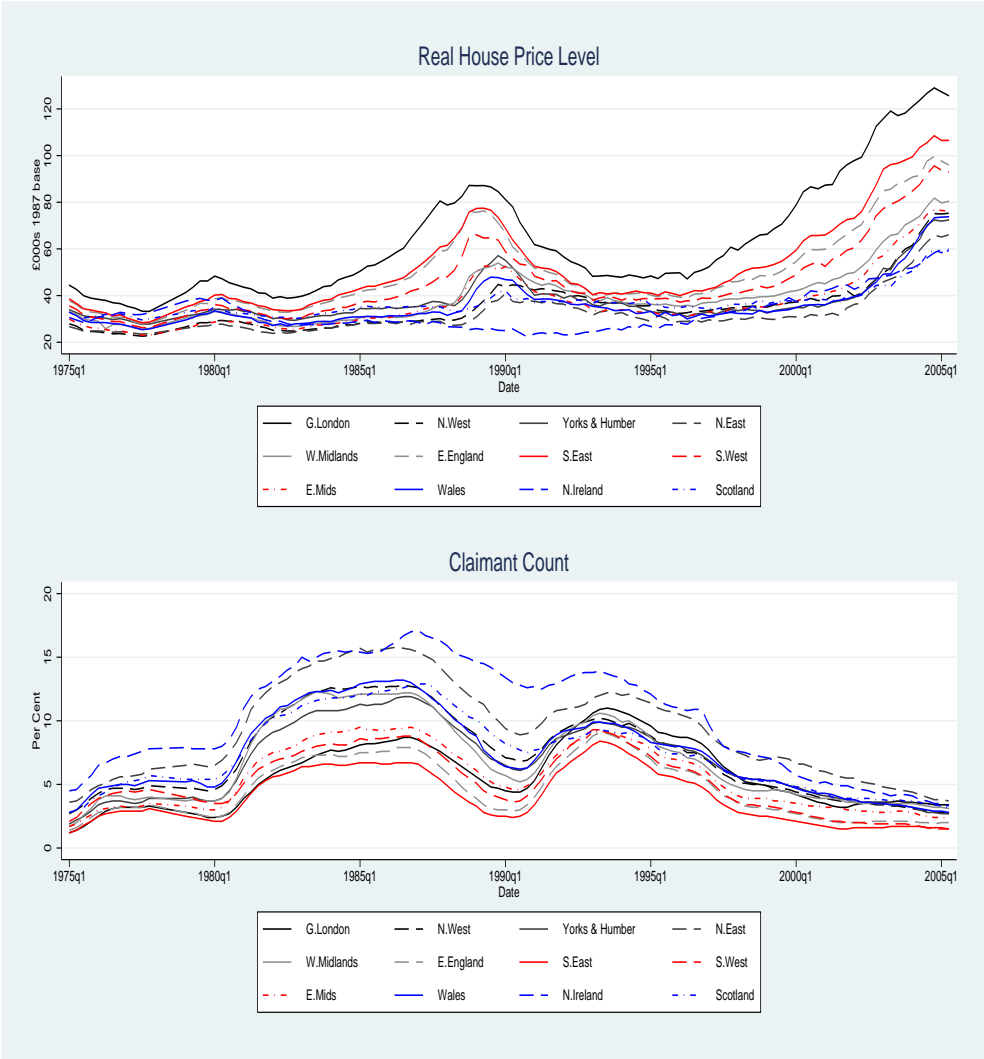 Real House Price Level
£000s 1987 base
120
100
80
60
40
20
1975q1 1980q1 1985q1 1990q1 1995q1 2000q1 2005q1
Date
G.London N.West Yorks & Humber N.East
W.Midlands E.England S.East S.West
E.Mids Wales N.Ireland Scotland
Claimant Count
Per Cent
20
15
10
5
0
1975q1 1980q1 1985q1 1990q1 1995q1 2000q1 2005q1
Date
G.London N.West Yorks & Humber N.East
W.Midlands E.England S.East S.West
E.Mids Wales N.Ireland Scotland